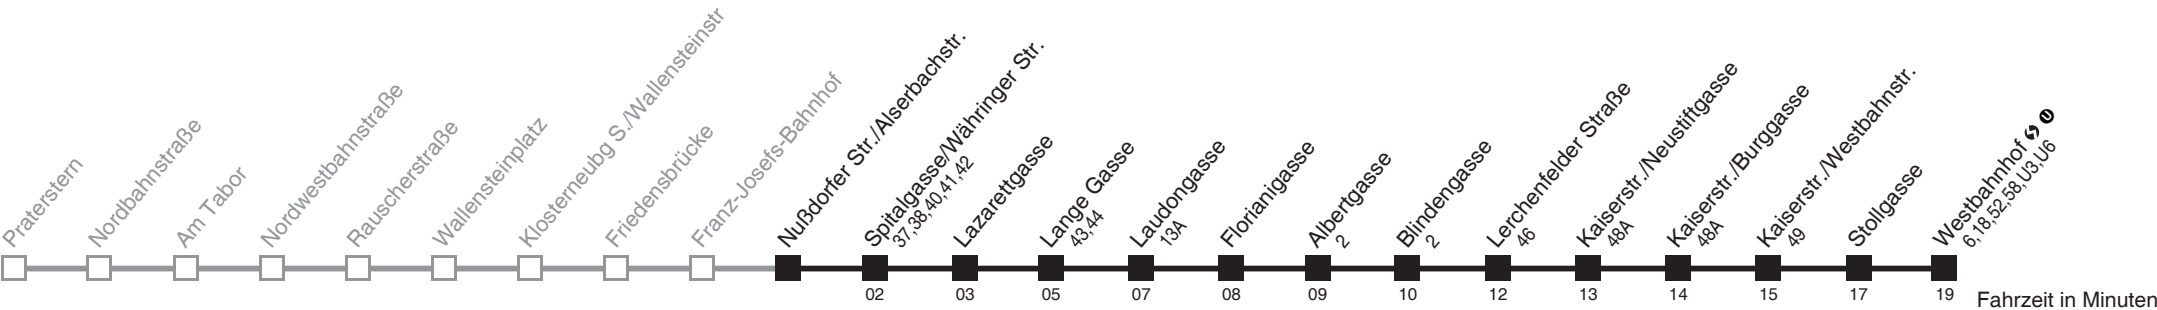 Praterstern
Nordbahnstraße
Am Tabor
Nordwestbahnstraße
Rauscherstraße
Wallensteinplatz
Klosterneubg S./Wallensteinstr
Friedensbrücke
Franz-Josefs-Bahnhof
Nußdorfer Str./Alserbachstr.
Spitalgasse/Währinger Str.
37,38,40,41,42
02
Lazarettgasse
03
Lange Gasse
43,44
05
Laudongasse
13A
07
Florianigasse
08
Albertgasse
2
09
Blindengasse
2
10
Lerchenfelder Straße
46
12
Kaiserstr./Neustiftgasse
48A
13
Kaiserstr./Burggasse
48A
14
Kaiserstr./Westbahnstr.
49
15
Stollgasse
17
Westbahnhof S U
6,18,52,58,U3,U6
19
Fahrzeit in Minuten